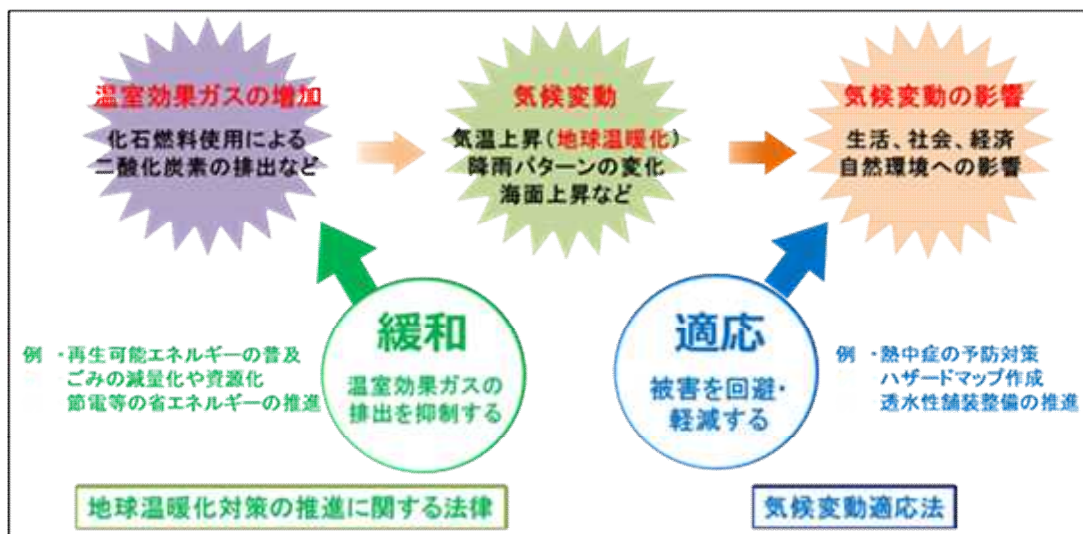 温室効果ガスの増加
化石燃料使用による
二酸化炭素の排出など
気候変動
気温上昇(地球温暖化)
降雨パターンの変化
海面上昇など
気候変動の影響
生活、社会、経済
自然環境への影響
緩和
温室効果ガスの
排出を抑制する
例 ・再生可能エネルギーの普及
ごみの減量化や資源化
節電等の省エネルギーの推進
適応
被害を回避・
軽減する
例 ・熱中症の予防対策
ハザードマップ作成
透水性舗装整備の推進
地球温暖化対策の推進に関する法律
気候変動適応法